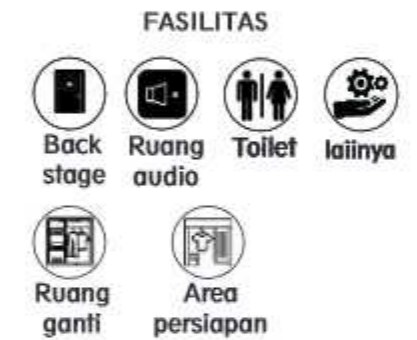 FASILITAS
Back stage
Ruang audio
Toilet
laiinya
Ruang ganti
Area persiapan